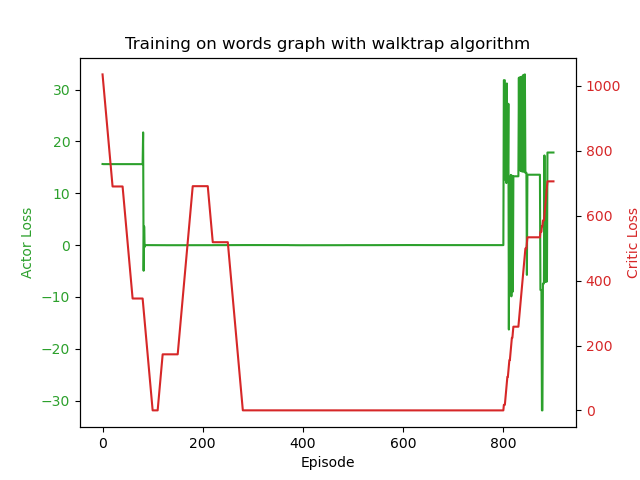 Training on words graph with walktrap algorithm
30
20
10
0
−10
−20
−30
Actor Loss
1000
800
600
400
200
0
Critic Loss
0 200 400 600 800
Episode